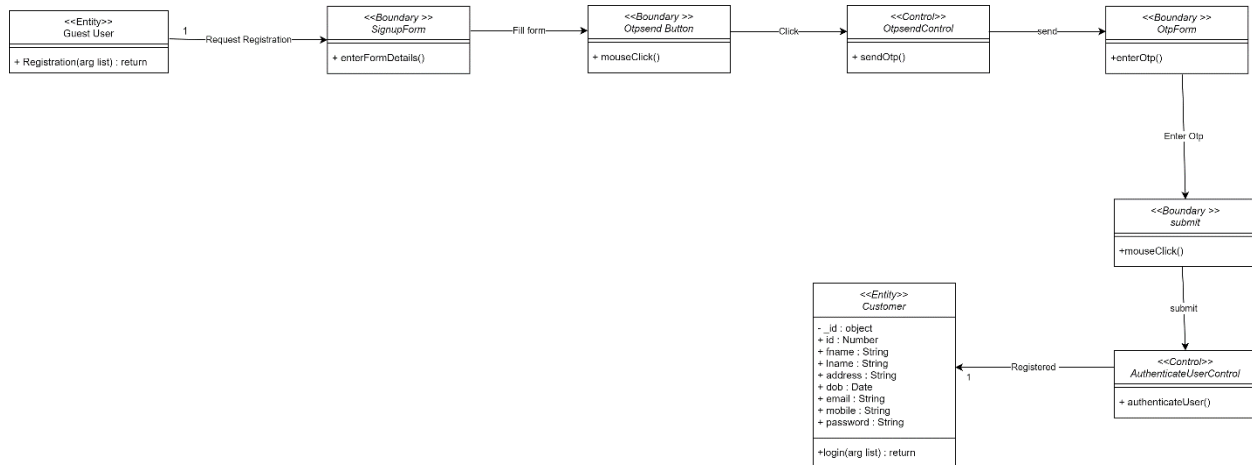 <<Entity>>
Guest User
+ Registration(arg list) : return
1
Request Registration
<<Boundary >>
SignupForm
+ enterFormDetails()
Fill form
<<Boundary >>
Otpsend Button
+ mouseClick()
Click
<<Control>>
OtpsendControl
+ sendOtp()
send
<<Boundary >>
OtpForm
+enterOtp()
Enter Otp
<<Boundary >>
submit
+mouseClick()
submit
<<Control>>
AuthenticateUserControl
+ authenticateUser()
Registered
1
<<Entity>>
Customer
- _id : object
+ id : Number
+ fname : String
+ lname : String
+ address : String
+ dob : Date
+ email : String
+ mobile : String
+ password : String
+login(arg list) : return